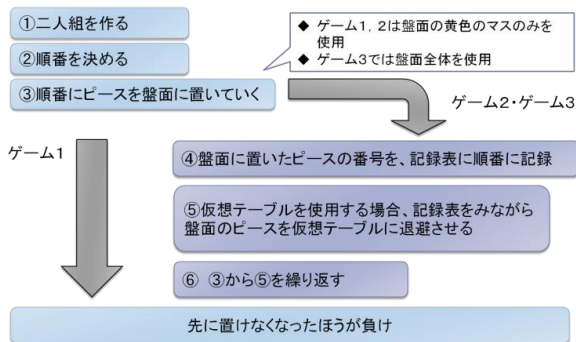 ①二人組を作る
②順番を決める
③順番にピースを盤面に置いていく
◆ ゲーム1, 2は盤面の黄色のマスのみを
使用
◆ ゲーム3では盤面全体を使用
ゲーム2・ゲーム3
ゲーム1
④盤面に置いたピースの番号を、記録表に順番に記録
⑤仮想テーブルを使用する場合、記録表をみながら
盤面のピースを仮想テーブルに退避させる
⑥ ③から⑤を繰り返す
先に置けなくなったほうが負け